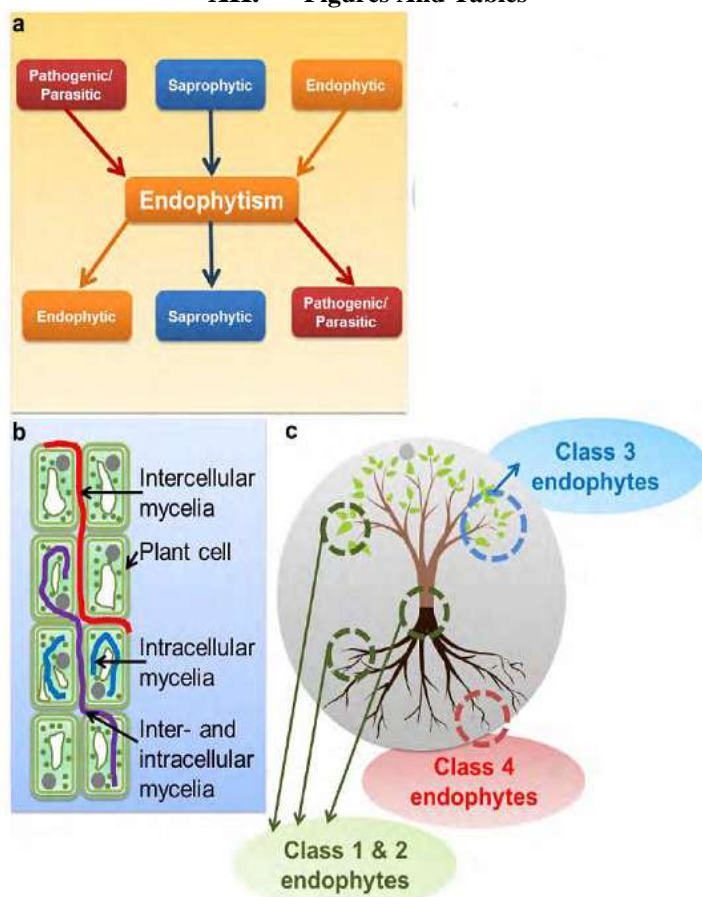 XII. Figures And Tables
a
Pathogenic/
Parasitic
Saprophytic
Endophytic
Endophytism
Endophytic
Saprophytic
Pathogenic/
Parasitic
b
Intercellular
mycelia
Plant cell
Intracellular
mycelia
Inter- and
intracellular
mycelia
c
Class 3
endophytes
Class 4
endophytes
Class 1 & 2
endophytes